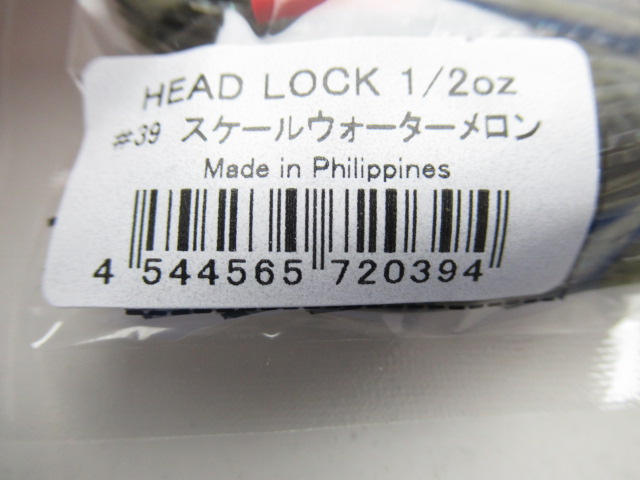 HEAD LOCK 1/2oz
#39 スケールウォーターメロン
Made in Philippines
4 544565 720394